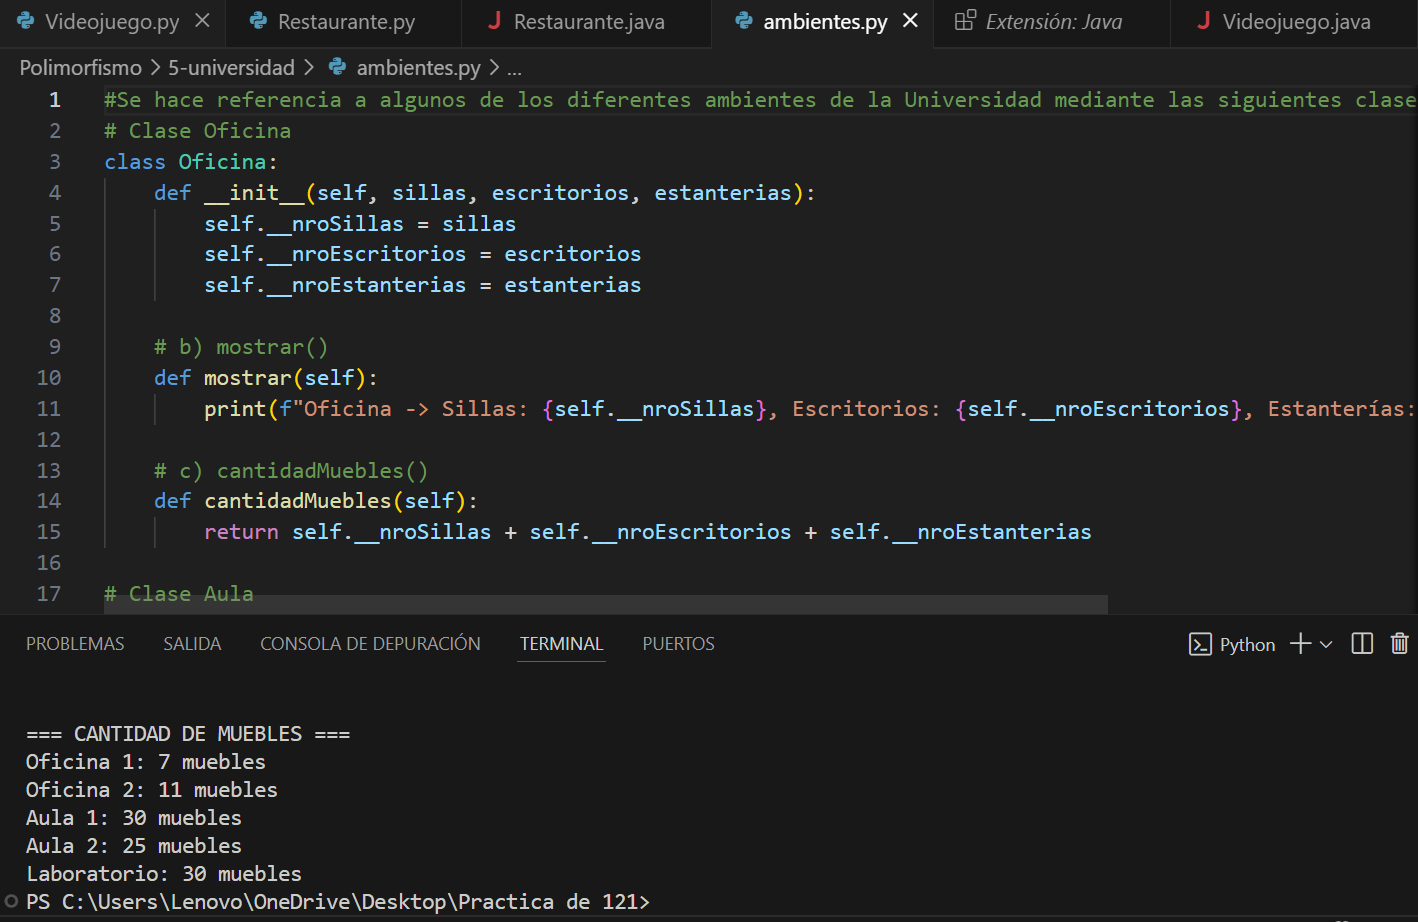 Videojuego.py Restaurante.py Restaurante.java ambientes.py Extensión: Java Videojuego.java
Polimorfismo > 5-universidad > ambientes.py > ...
1 #Se hace referencia a algunos de los diferentes ambientes de la Universidad mediante las siguientes clase
2 # Clase Oficina
3 class Oficina:
4 def __init__(self, sillas, escritorios, estanterias):
5 self.__nroSillas = sillas
6 self.__nroEscritorios = escritorios
7 self.__nroEstanterias = estanterias
8
9 # b) mostrar()
10 def mostrar(self):
11 print(f"Oficina -> Sillas: {self.__nroSillas}, Escritorios: {self.__nroEscritorios}, Estanterías:
12
13 # c) cantidadMuebles()
14 def cantidadMuebles(self):
15 return self.__nroSillas + self.__nroEscritorios + self.__nroEstanterias
16
17 # Clase Aula
PROBLEMAS SALIDA CONSOLA DE DEPURACIÓN TERMINAL PUERTOS Python
=== CANTIDAD DE MUEBLES ===
Oficina 1: 7 muebles
Oficina 2: 11 muebles
Aula 1: 30 muebles
Aula 2: 25 muebles
Laboratorio: 30 muebles
PS C:\Users\Lenovo\OneDrive\Desktop\Practica de 121>